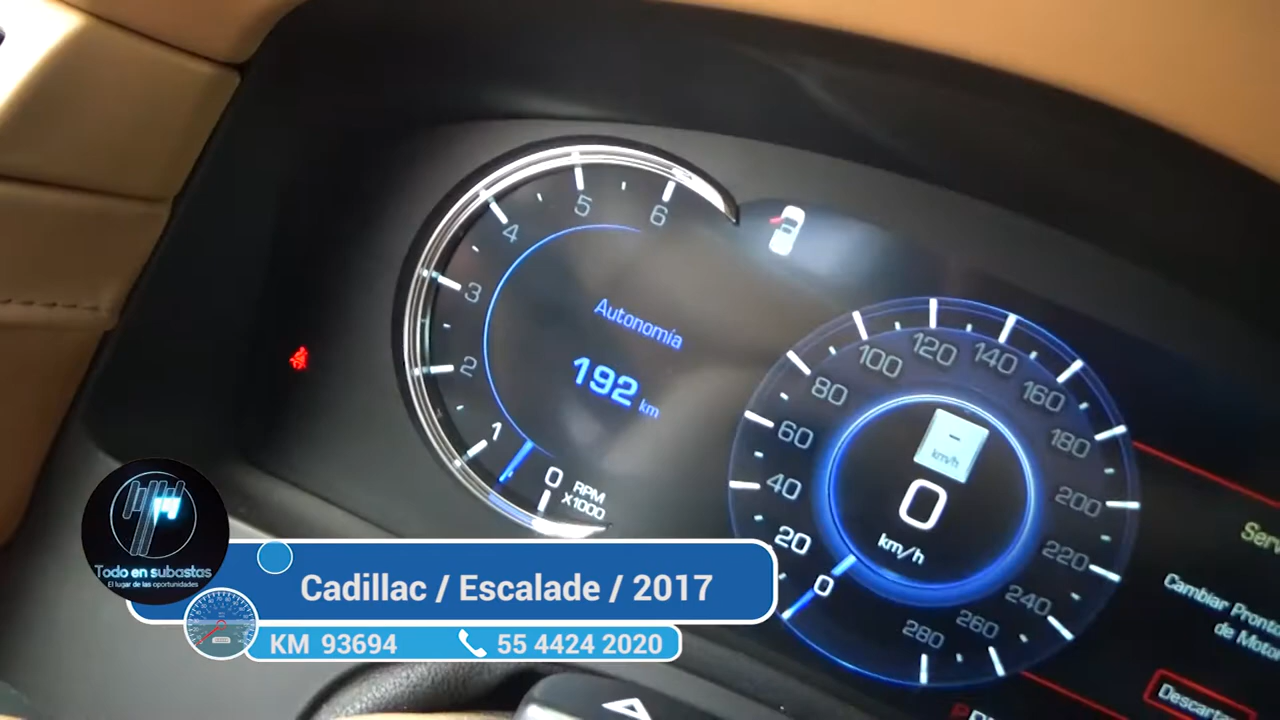 5
6
4
3
2
1
0
RPM
X1000
Autonomía
192 km
120
140
100
160
80
180
60
200
40
220
20
240
0
260
280
-
km/h
0
km/h
Cambiar
de
P
Todo en subastas
El lugar de las oportunidades
Cadillac / Escalade / 2017
KM 93694
55 4424 2020